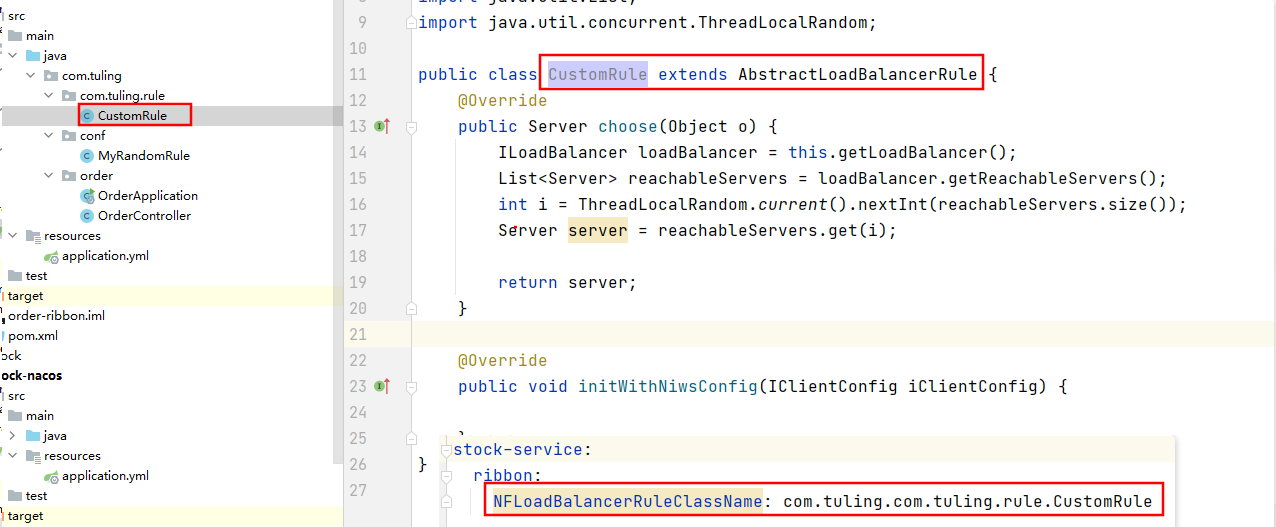 src
main
java
com.tuling
com.tuling.rule
CustomRule
conf
MyRandomRule
order
OrderApplication
OrderController
resources
application.yml
test
target
order-ribbon.iml
pom.xml
ock
ock-nacos
src
main
java
resources
application.yml
test
target
9 import java.util.concurrent.ThreadLocalRandom;
10
11 public class CustomRule extends AbstractLoadBalancerRule {
12 @Override
13 public Server choose(Object o) {
14 ILoadBalancer loadBalancer = this.getLoadBalancer();
15 List<Server> reachableServers = loadBalancer.getReachableServers();
16 int i = ThreadLocalRandom.current().nextInt(reachableServers.size());
17 Server server = reachableServers.get(i);
18
19 return server;
20 }
21
22 @Override
23 public void initWithNiwsConfig(IClientConfig iClientConfig) {
24
25
26 }
27
stock-service:
ribbon:
NFLoadBalancerRuleClassName: com.tuling.com.tuling.rule.CustomRule